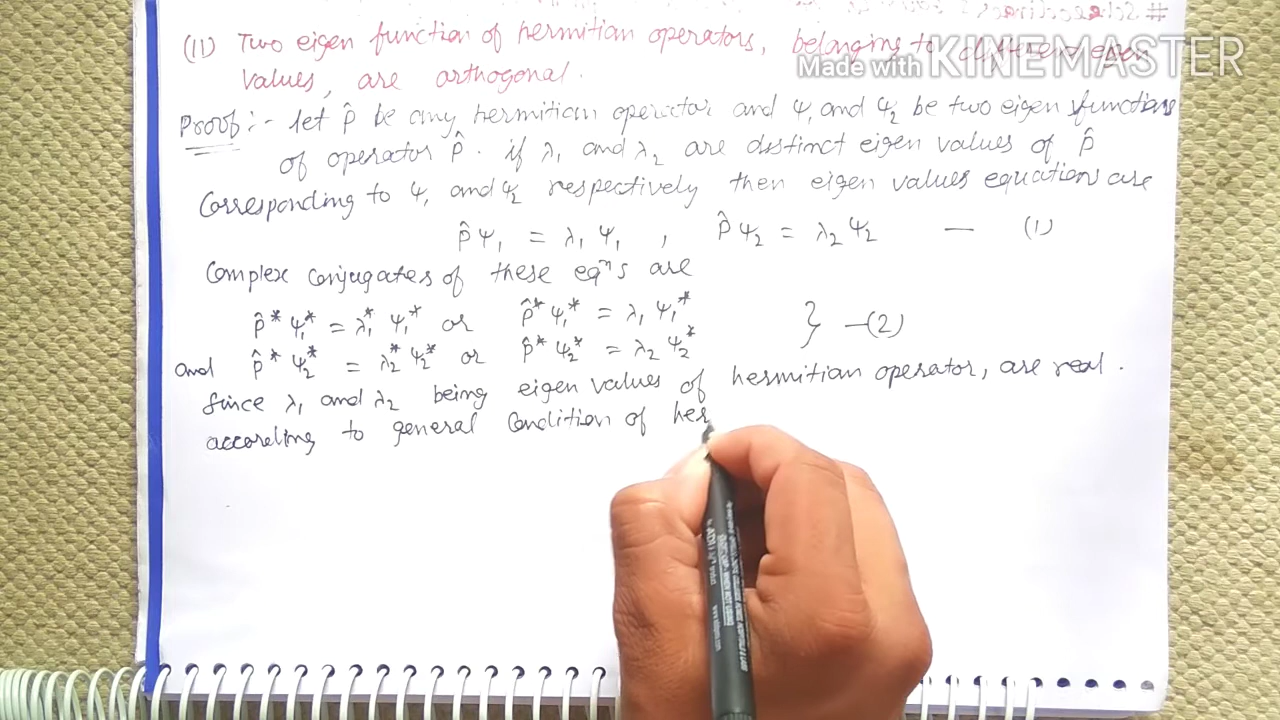 (11) Two eigen function of hermitian operators, belonging to different eigen
Made with KINEMASTER
values, are orthogonal.
Proof:- let P̂ be any hermitian operator and ψ₁ and ψ₂ be two eigen functions
of operator P̂. if λ₁ and λ₂ are distinct eigen values of P̂
Corresponding to ψ₁ and ψ₂ respectively then eigen values equation are
P̂ψ₁ = λ₁ ψ₁ , P̂ψ₂ = λ₂ ψ₂ — (1)
Complex conjugates of these eqⁿs are
P̂* ψ₁* = λ₁* ψ₁* or P̂* ψ₁* = λ₁ ψ₁*
and P̂* ψ₂* = λ₂* ψ₂* or P̂* ψ₂* = λ₂ ψ₂* } —(2)
Since λ₁ and λ₂ being eigen values of hermitian operator, are real.
according to general Condition of her